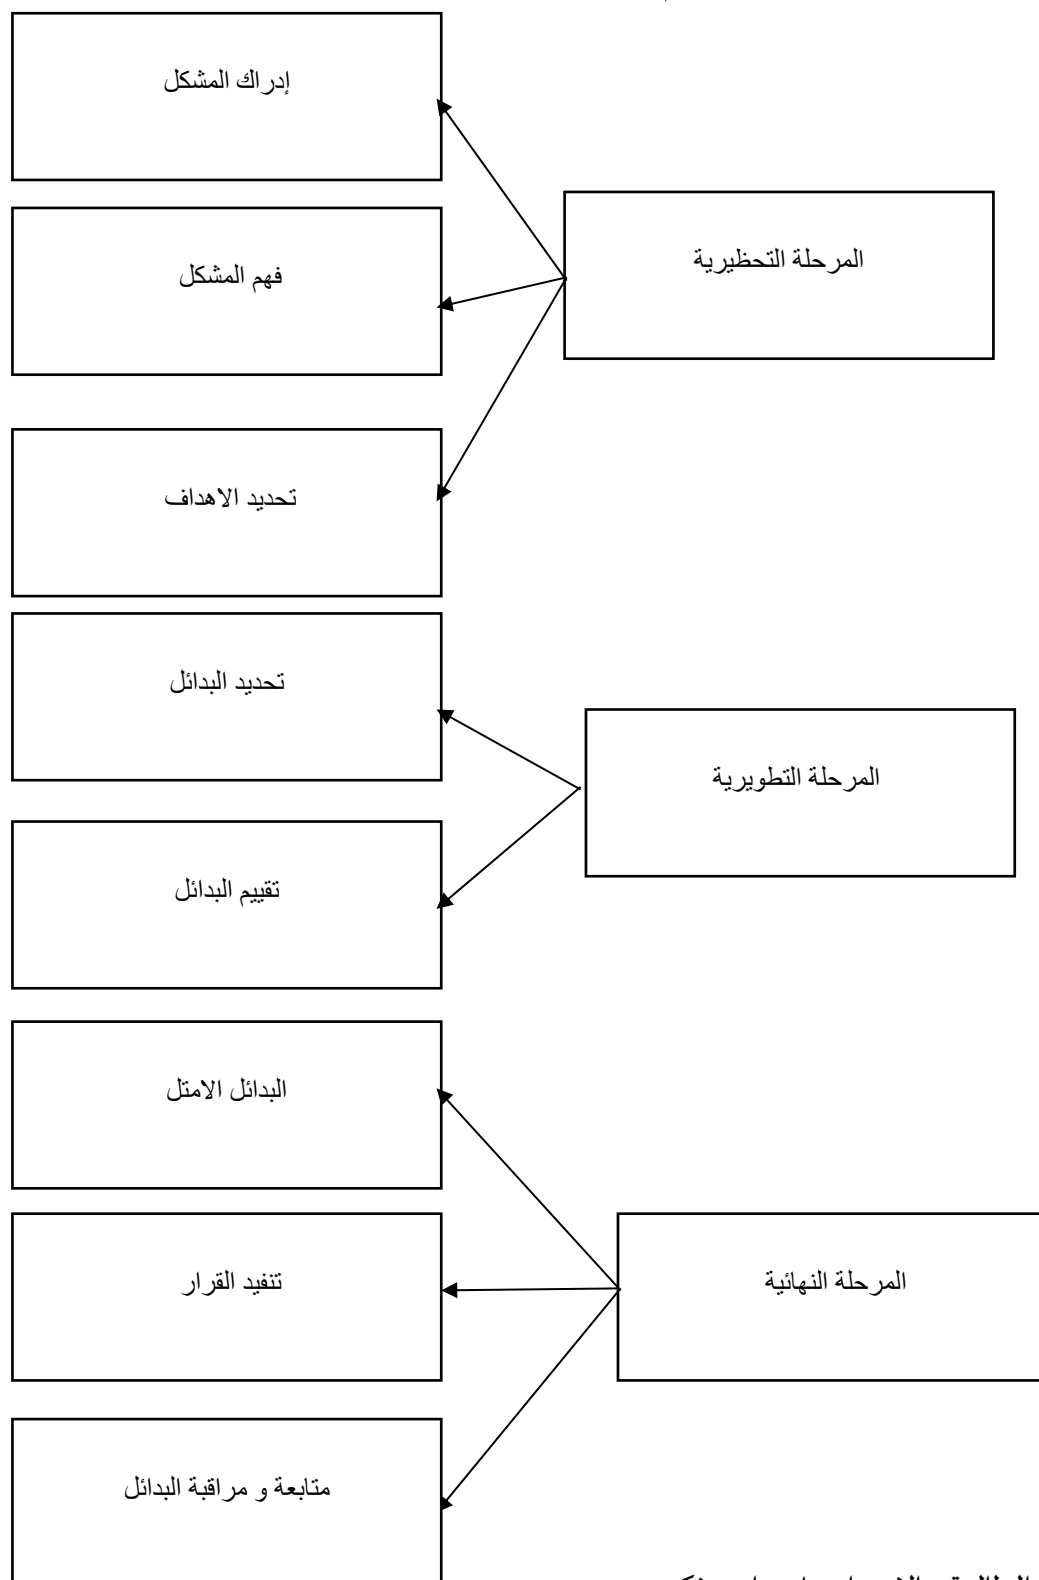 إدراك المشكل
المرحلة التحظيرية
فهم المشكل
تحديد الاهداف
تحديد البدائل
المرحلة التطويرية
تقييم البدائل
البدائل الامتل
المرحلة النهائية
تنفيد القرار
متابعة و مراقبة البدائل